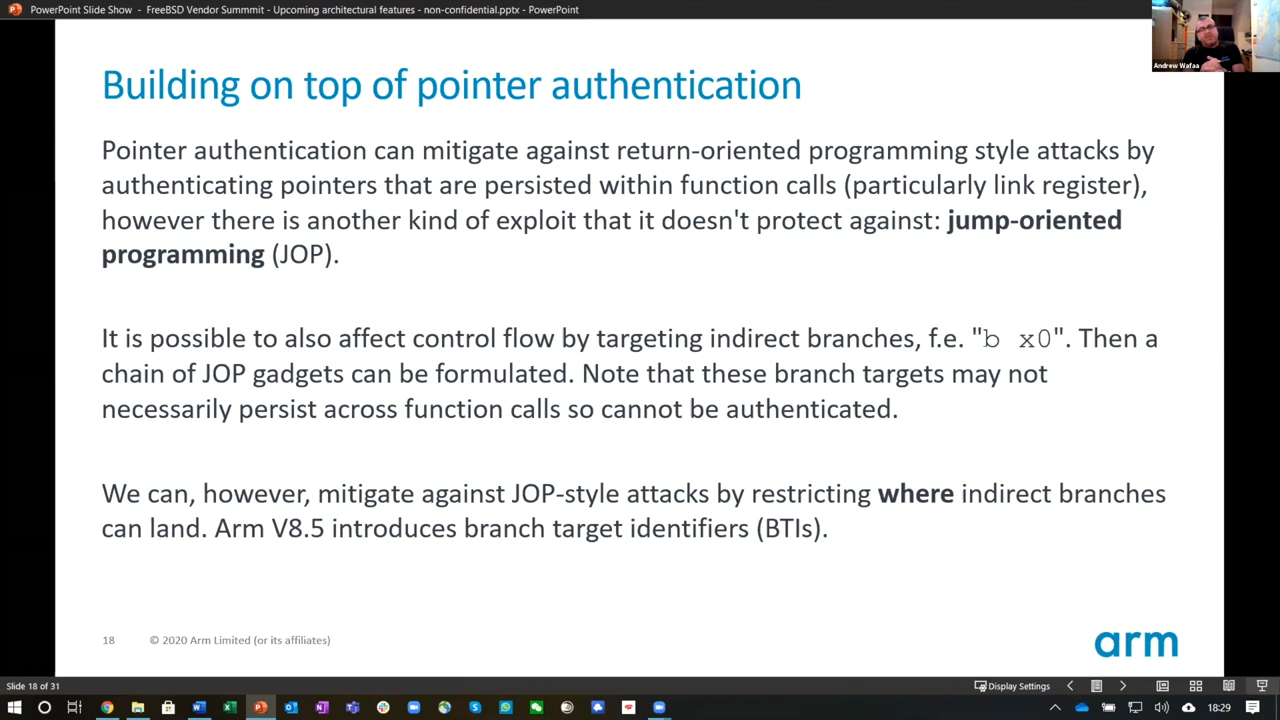 PowerPoint Slide Show - FreeBSD Vendor Summmit - Upcoming architectural features - non-confidential.pptx - PowerPoint
Andrew Wafaa
Building on top of pointer authentication
Pointer authentication can mitigate against return-oriented programming style attacks by
authenticating pointers that are persisted within function calls (particularly link register),
however there is another kind of exploit that it doesn't protect against: jump-oriented
programming (JOP).
It is possible to also affect control flow by targeting indirect branches, f.e. "b x0". Then a
chain of JOP gadgets can be formulated. Note that these branch targets may not
necessarily persist across function calls so cannot be authenticated.
We can, however, mitigate against JOP-style attacks by restricting where indirect branches
can land. Arm V8.5 introduces branch target identifiers (BTIs).
18 © 2020 Arm Limited (or its affiliates)
arm
Slide 18 of 31
Display Settings
18:29